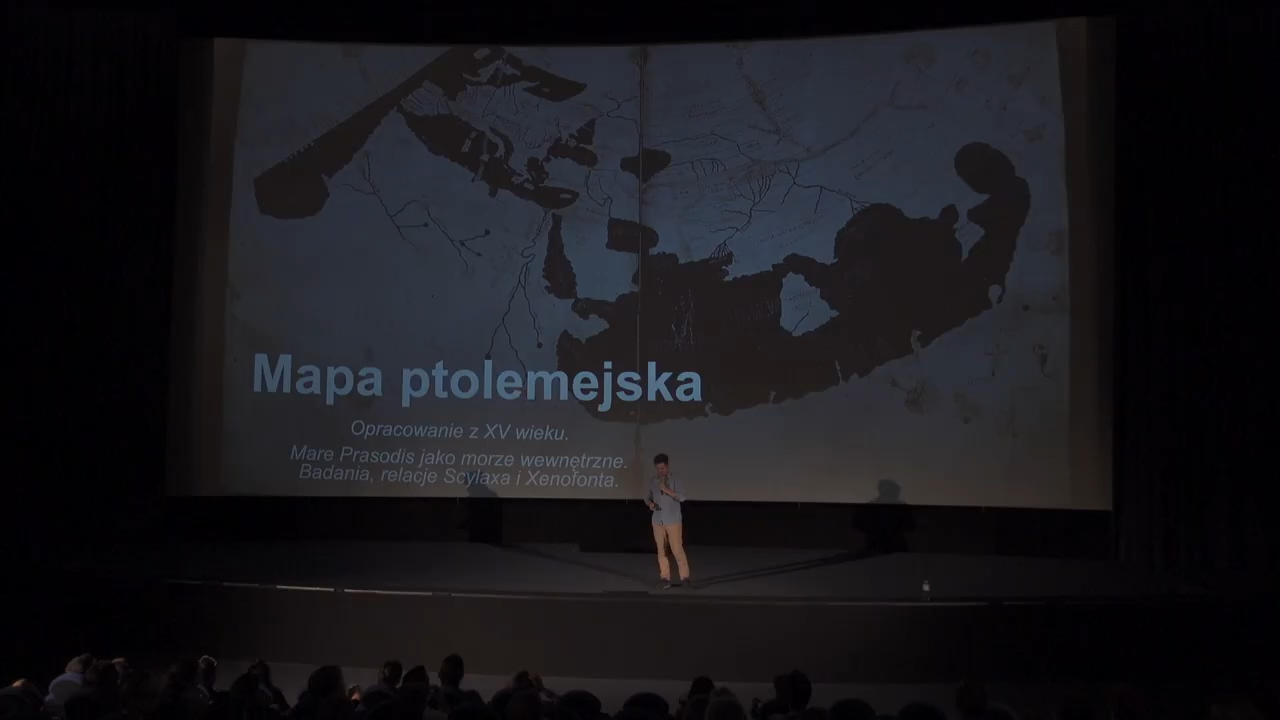 Mapa ptolemejska
Opracowanie z XV wieku.
Mare Prasodis jako morze wewnętrzne.
Badania, relacje Scylaxa i Xenofonta.